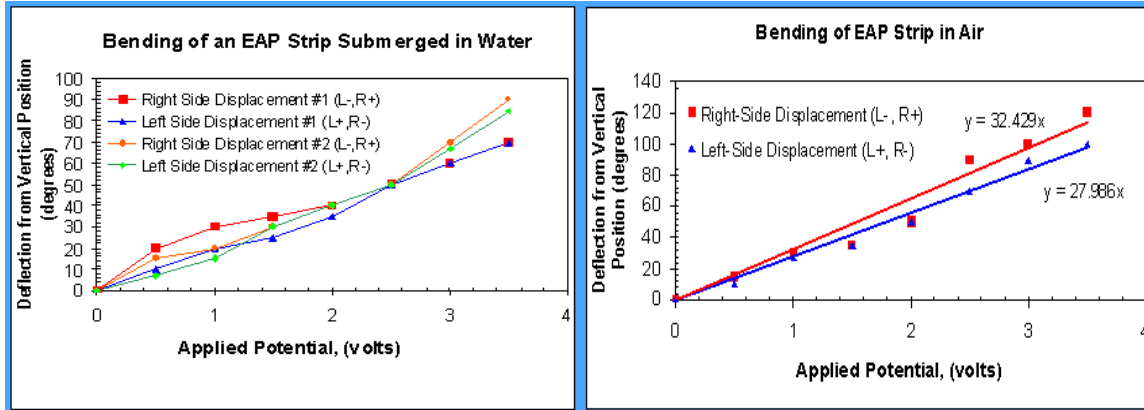 Bending of an EAP Strip Submerged in Water
Deflection from Vertical Position
(degrees)
100
90
80
70
60
50
40
30
20
10
0
Right Side Displacement #1 (L-,R+)
Left Side Displacement #1 (L+,R-)
Right Side Displacement #2 (L-,R+)
Left Side Displacement #2 (L+,R-)
0 1 2 3 4
Applied Potential, (volts)
Bending of EAP Strip in Air
Deflection from Vertical
Position (degrees)
140
120
100
80
60
40
20
0
Right-Side Displacement (L-, R+)
y = 32.429x
Left-Side Displacement (L+, R-)
y = 27.986x
0 1 2 3 4
Applied Potential, (volts)